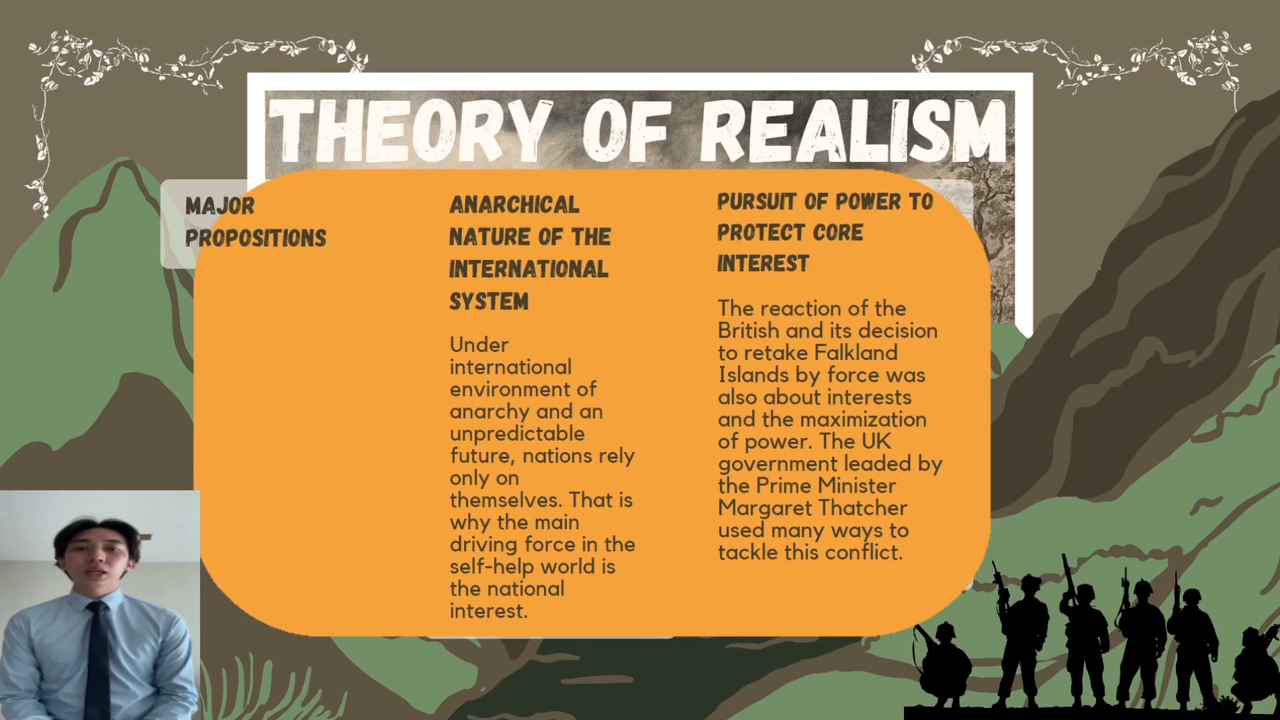 THEORY OF REALISM
MAJOR
PROPOSITIONS
ANARCHICAL
NATURE OF THE
INTERNATIONAL
SYSTEM
Under
international
environment of
anarchy and an
unpredictable
future, nations rely
only on
themselves. That is
why the main
driving force in the
self-help world is
the national
interest.
PURSUIT OF POWER TO
PROTECT CORE
INTEREST
The reaction of the
British and its decision
to retake Falkland
Islands by force was
also about interests
and the maximization
of power. The UK
government leaded by
the Prime Minister
Margaret Thatcher
used many ways to
tackle this conflict.